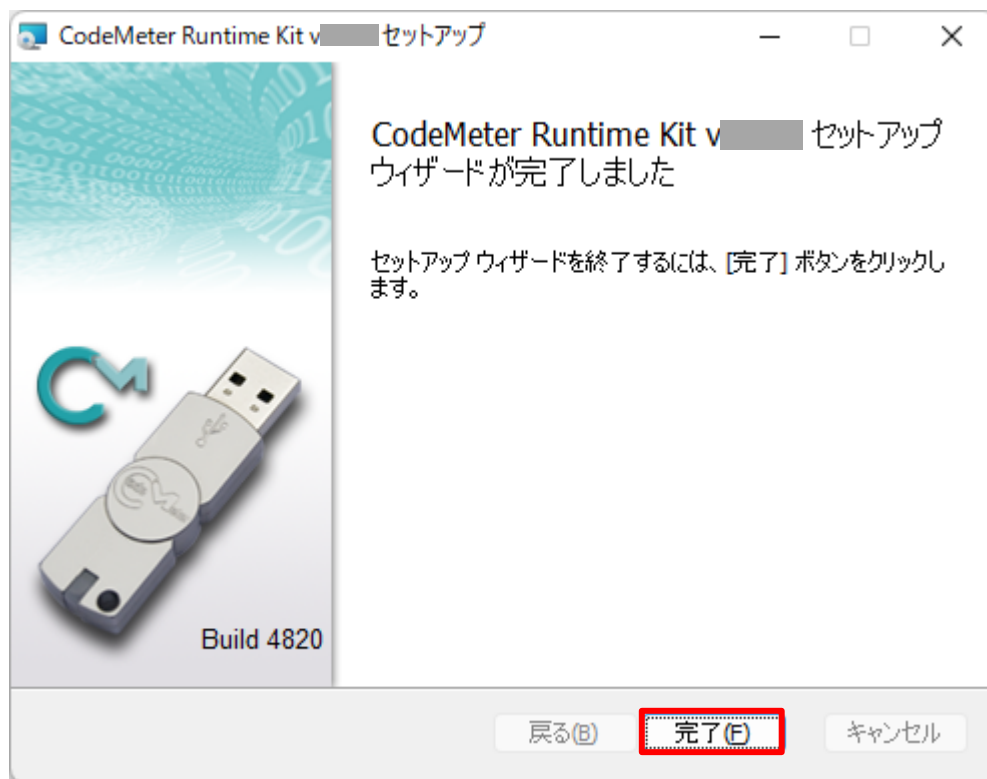 CodeMeter Runtime Kit v セットアップ
CodeMeter Runtime Kit v セットアップ
ウィザードが完了しました
セットアップ ウィザードを終了するには、[完了] ボタンをクリックし
ます。
CM
Build 4820
戻る(B)
完了(F)
キャンセル